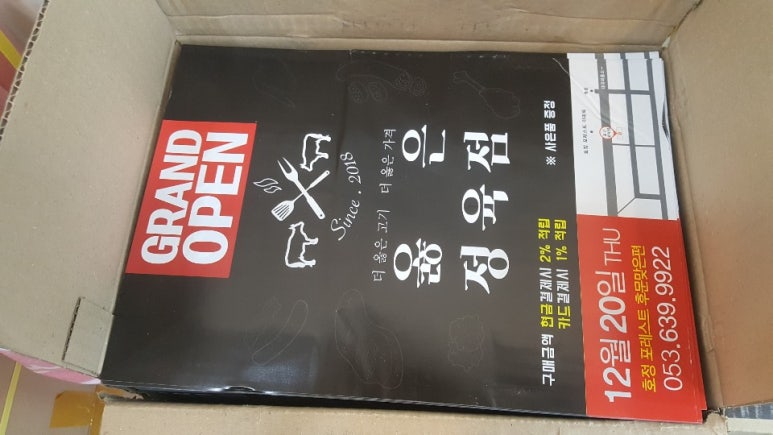 GRAND
OPEN
Since . 2018
더 옳은 고기 더 옳은 가격
옳은
정육점
구매금액 현금결제시 2% 적립
카드결제시 1% 적립
※ 사은품 증정
12월 20일 THU
호정 포레스트 후문맞은편
053.639.9922